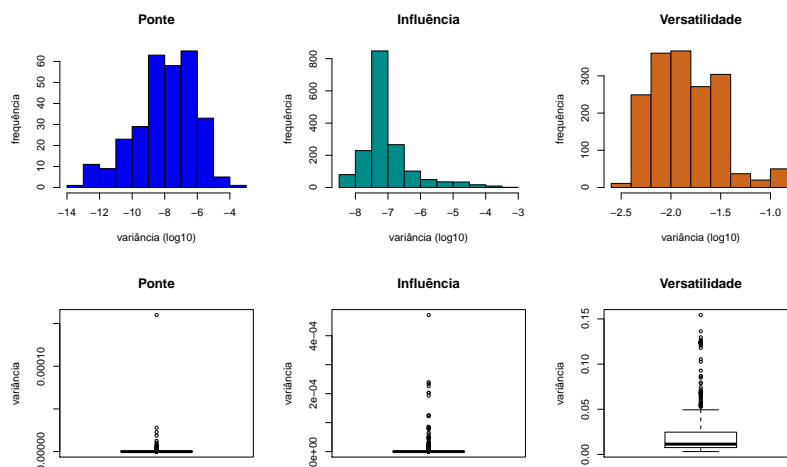 Ponte
Influência
Versatilidade
frequência
0 10 20 30 40 50 60
−14 −12 −10 −8 −6 −4
variância (log10)
frequência
0 200 400 600 800
−8 −7 −6 −5 −4 −3
variância (log10)
frequência
0 100 200 300
−2.5 −2.0 −1.5 −1.0
variância (log10)
Ponte
Influência
Versatilidade
variância
0.00000 0.00010
variância
0e+00 2e−04 4e−04
variância
0.00 0.05 0.10 0.15